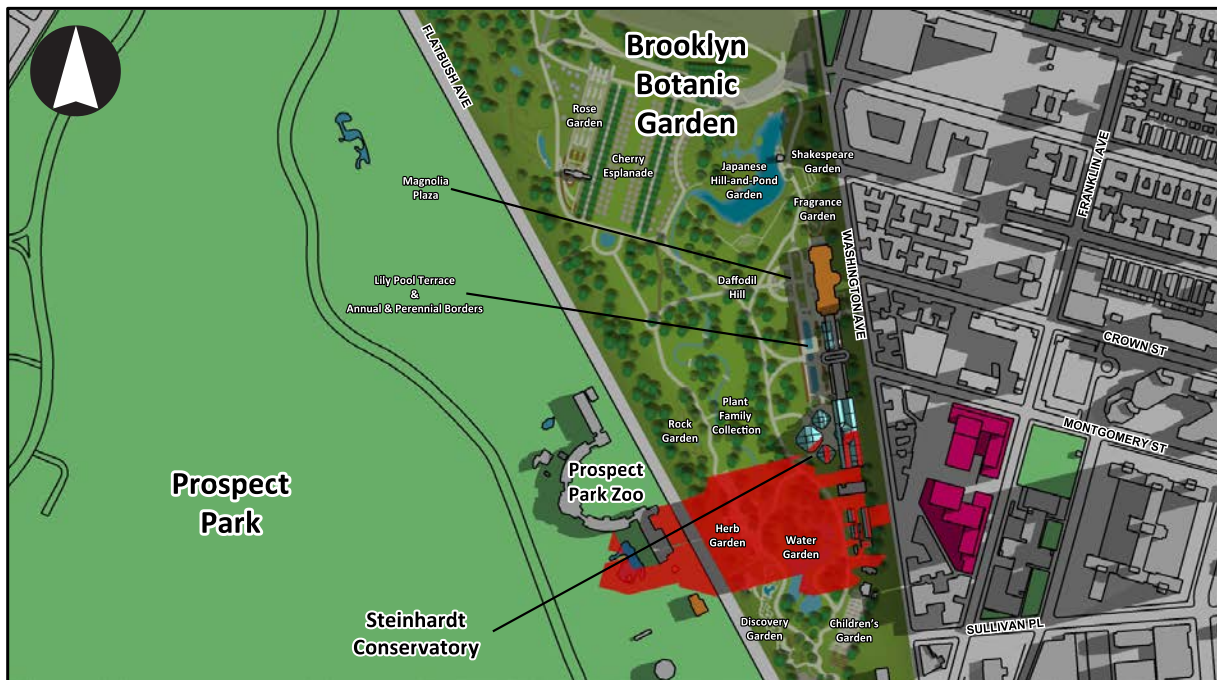 FLATBUSH AVE
Brooklyn
Botanic
Garden
Rose
Garden
Cherry
Esplanade
Japanese
Hill-and-Pond
Garden
Shakespeare
Garden
Fragrance
Garden
FRANKLIN AVE
Magnolia
Plaza
WASHINGTON AVE
Lily Pool Terrace
&
Annual & Perennial Borders
Daffodil
Hill
CROWN ST
Plant
Family
Collection
Rock
Garden
MONTGOMERY ST
Prospect
Park
Prospect
Park Zoo
Herb
Garden
Water
Garden
Steinhardt
Conservatory
Discovery
Garden
Children's
Garden
SULLIVAN PL